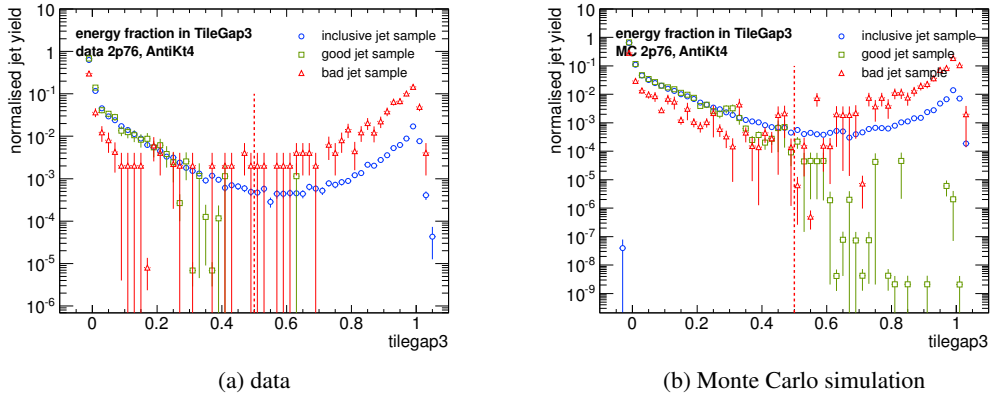 energy fraction in TileGap3
data 2p76, AntiKt4
inclusive jet sample
good jet sample
bad jet sample
normalised jet yield
1
10^-1
10^-2
10^-3
10^-4
10^-5
10^-6
0 0.2 0.4 0.6 0.8 1
tilegap3
(a) data
energy fraction in TileGap3
MC 2p76, AntiKt4
inclusive jet sample
good jet sample
bad jet sample
normalised jet yield
10
1
10^-1
10^-2
10^-3
10^-4
10^-5
10^-6
10^-7
10^-8
10^-9
0 0.2 0.4 0.6 0.8 1
tilegap3
(b) Monte Carlo simulation